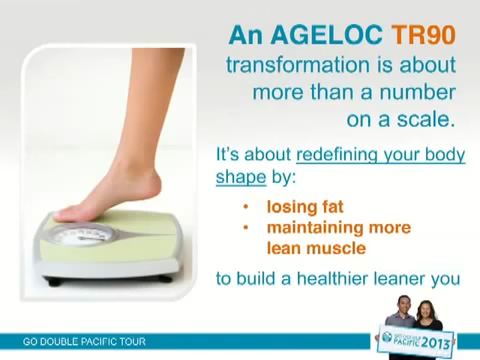 An AGELOC TR90
transformation is about
more than a number
on a scale.
It's about redefining your body
shape by:
• losing fat
• maintaining more
lean muscle
to build a healthier leaner you
GO DOUBLE PACIFIC TOUR
PACIFIC 2013